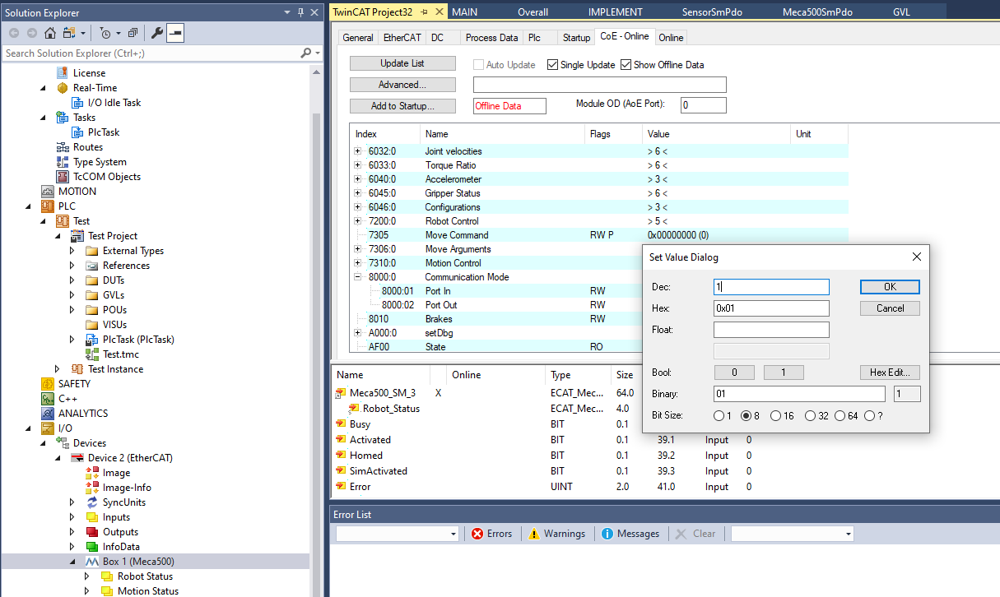 Solution Explorer
Search Solution Explorer (Ctrl+;)
License
Real-Time
I/O Idle Task
Tasks
PlcTask
Routes
Type System
TcCOM Objects
MOTION
PLC
Test
Test Project
External Types
References
DUTs
GVLs
POUs
VISUs
PlcTask (PlcTask)
Test.tmc
Test Instance
SAFETY
C++
ANALYTICS
I/O
Devices
Device 2 (EtherCAT)
Image
Image-Info
SyncUnits
Inputs
Outputs
InfoData
Box 1 (Meca500)
Robot Status
Motion Status
TwinCAT Project32 MAIN Overall IMPLEMENT SensorSmPdo Meca500SmPdo GVL
General EtherCAT DC Process Data Plc Startup CoE - Online Online
Update List Auto Update Single Update Show Offline Data
Advanced...
Add to Startup... Offline Data Module OD (AoE Port): 0
Index Name Flags Value Unit
6032:0 Joint velocities > 6 <
6033:0 Torque Ratio > 6 <
6040:0 Accelerometer > 3 <
6045:0 Gripper Status > 6 <
6046:0 Configurations > 3 <
7200:0 Robot Control > 5 <
7305 Move Command RW P 0x00000000 (0)
7306:0 Move Arguments
7310:0 Motion Control
8000:0 Communication Mode
8000:01 Port In RW
8000:02 Port Out RW
8010 Brakes RW
A000:0 setDbg
AF00 State RO
Set Value Dialog
Dec: 1 OK
Hex: 0x01 Cancel
Float:
Bool: 0 1 Hex Edit...
Binary: 01 1
Bit Size: 1 8 16 32 64 ?
Name Online Type Size
Meca500_SM_3 X ECAT_Mec... 64.0
Robot_Status ECAT_Mec... 4.0
Busy BIT 0.1
Activated BIT 0.1 39.1 Input 0
Homed BIT 0.1 39.2 Input 0
SimActivated BIT 0.1 39.3 Input 0
Error UINT 2.0 41.0 Input 0
Error List
Errors Warnings Messages Clear